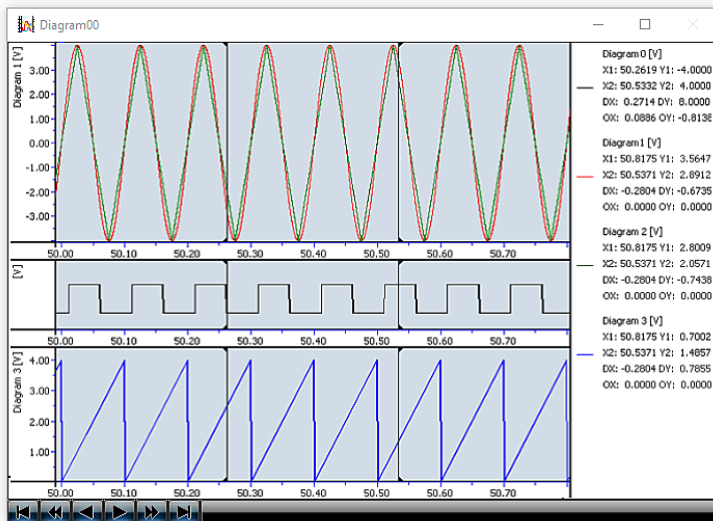 Diagram00
Diagram 1 [V]
3.00
2.00
1.00
0.00
-1.00
-2.00
-3.00
50.00 50.10 50.20 50.30 50.40 50.50 50.60 50.70
[V]
50.00 50.10 50.20 50.30 50.40 50.50 50.60 50.70
Diagram 3 [V]
4.00
3.00
2.00
1.00
50.00 50.10 50.20 50.30 50.40 50.50 50.60 50.70
Diagram 0 [V]
X1: 50.2619 Y1: -4.0000
X2: 50.5332 Y2: 4.0000
DX: 0.2714 DY: 8.0000
OX: 0.0886 OY: -0.8138
Diagram1 [V]
X1: 50.8175 Y1: 3.5647
X2: 50.5371 Y2: 2.8912
DX: -0.2804 DY: -0.6735
OX: 0.0000 OY: 0.0000
Diagram 2 [V]
X1: 50.8175 Y1: 2.8009
X2: 50.5371 Y2: 2.0571
DX: -0.2804 DY: -0.7438
OX: 0.0000 OY: 0.0000
Diagram 3 [V]
X1: 50.8175 Y1: 0.7002
X2: 50.5371 Y2: 1.4857
DX: -0.2804 DY: 0.7855
OX: 0.0000 OY: 0.0000